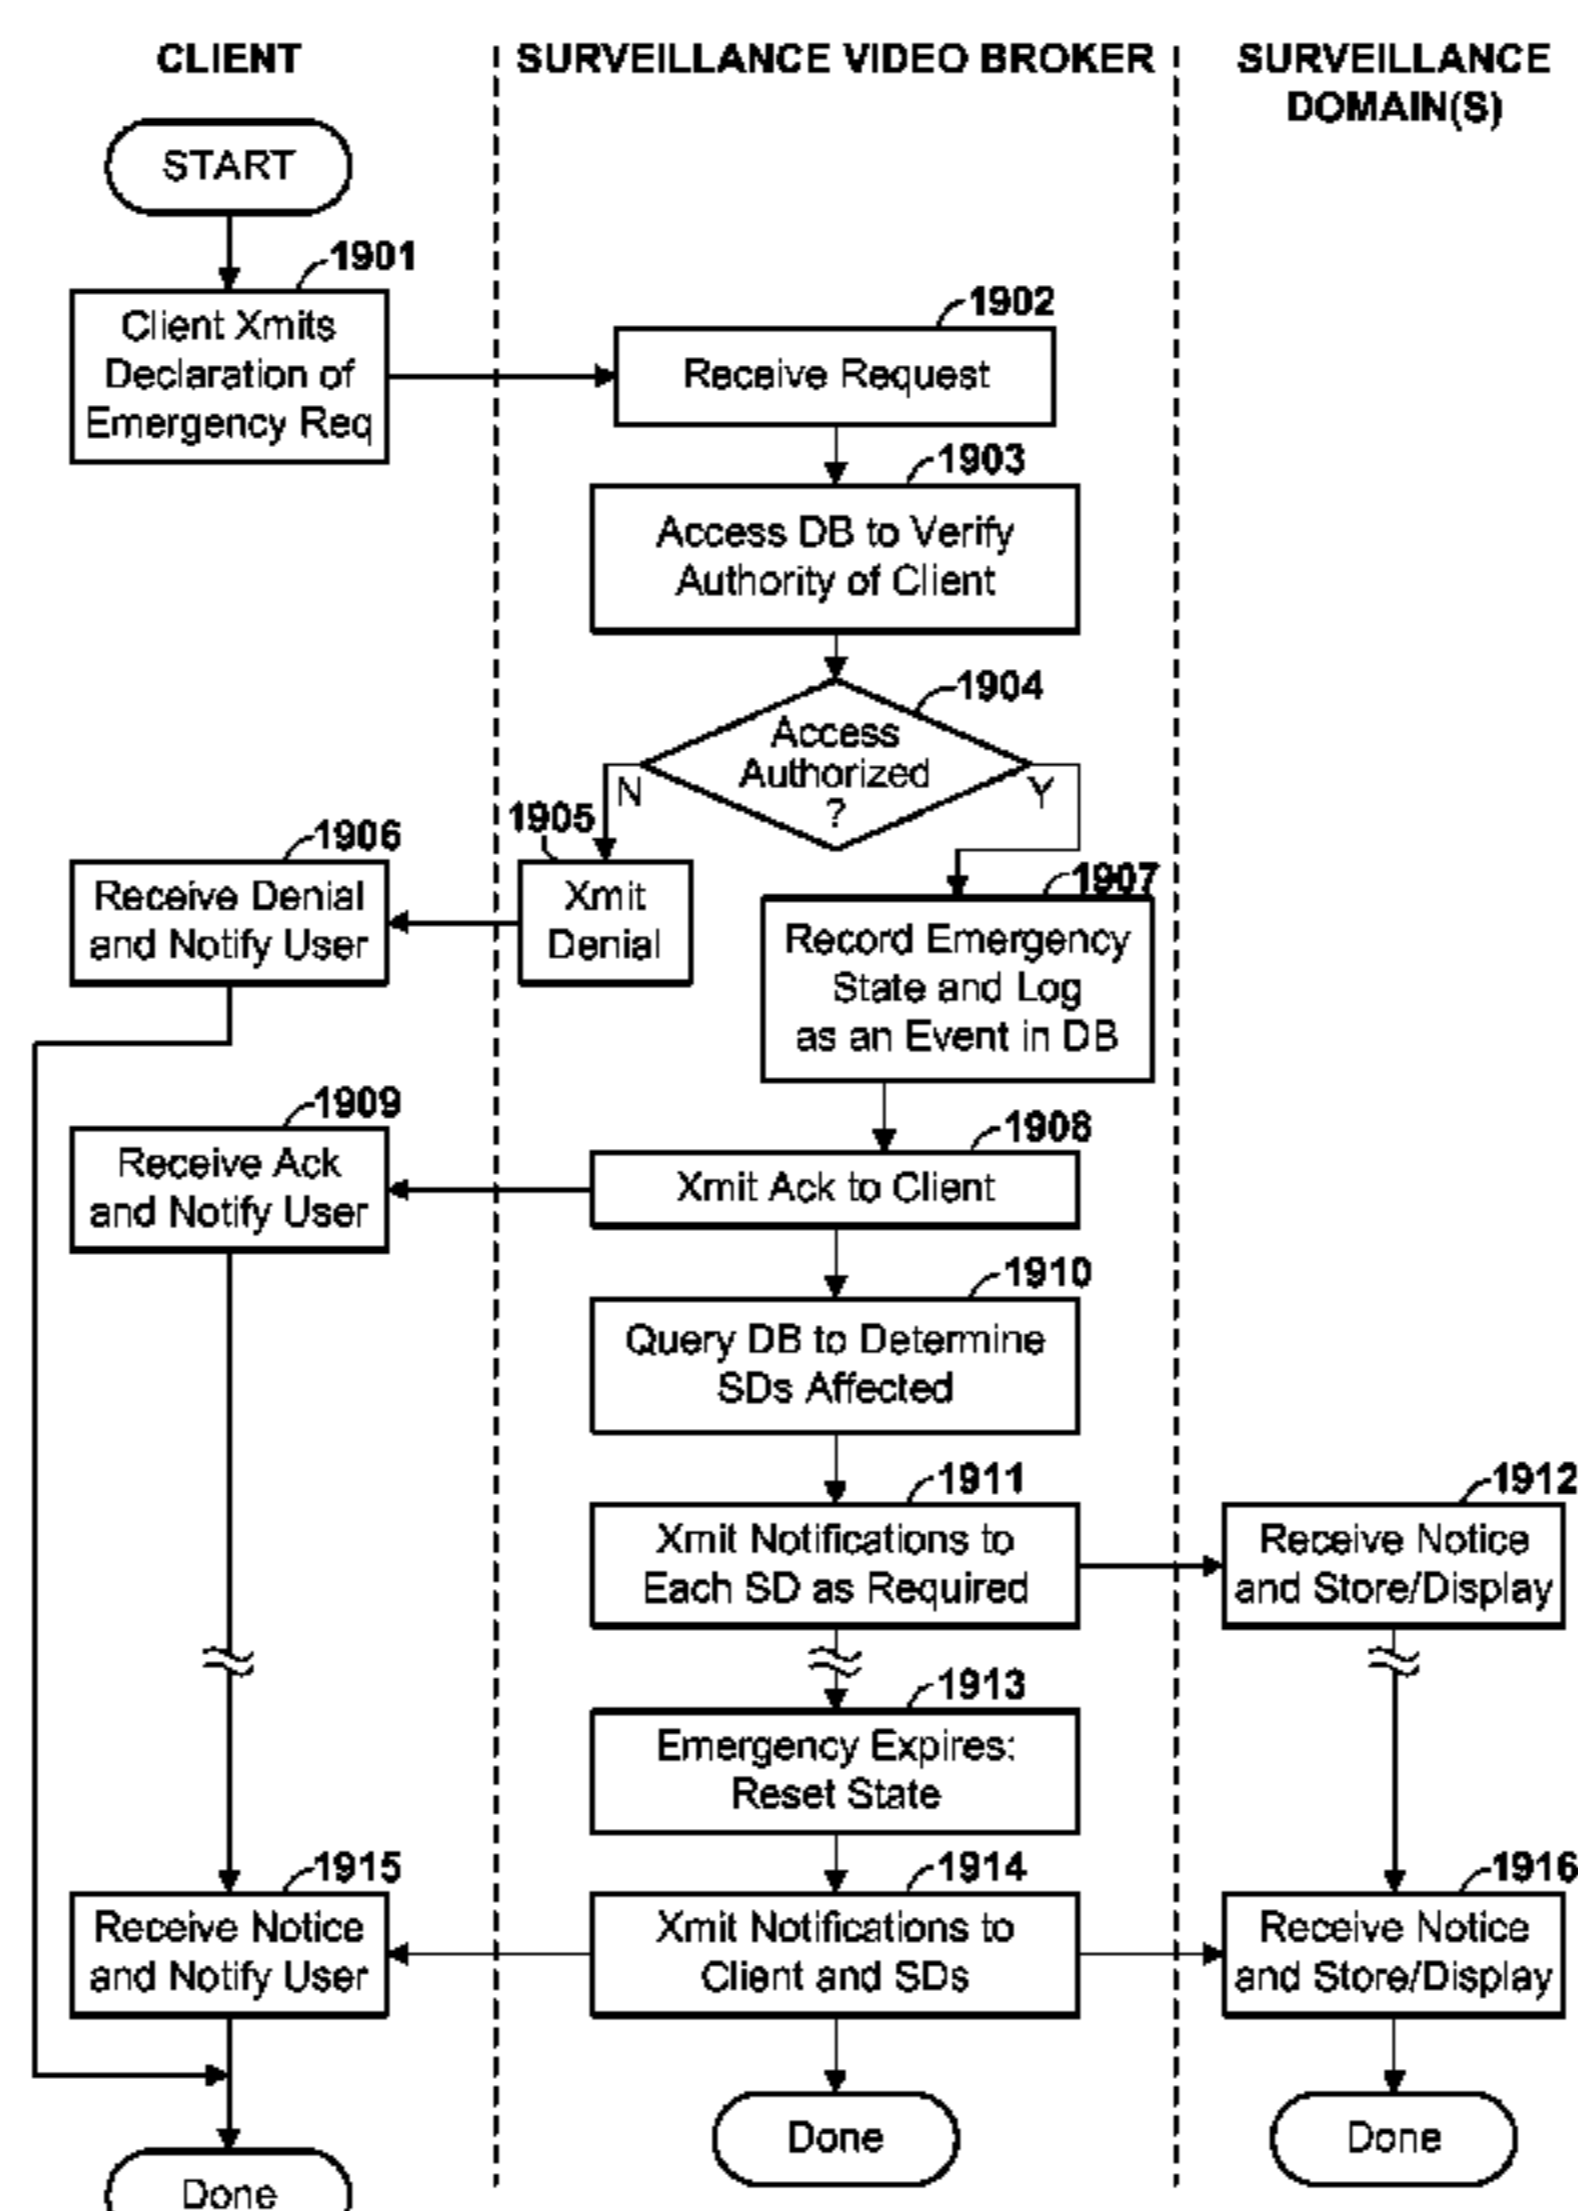 CLIENT
SURVEILLANCE VIDEO BROKER
SURVEILLANCE
DOMAIN(S)
START
1901
Client Xmits
Declaration of
Emergency Req
1902
Receive Request
1903
Access DB to Verify
Authority of Client
1904
Access
Authorized
?
N
Y
1905
Xmit
Denial
1906
Receive Denial
and Notify User
1907
Record Emergency
State and Log
as an Event in DB
1908
Xmit Ack to Client
1909
Receive Ack
and Notify User
1910
Query DB to Determine
SDs Affected
1911
Xmit Notifications to
Each SD as Required
1912
Receive Notice
and Store/Display
1913
Emergency Expires:
Reset State
1914
Xmit Notifications to
Client and SDs
1915
Receive Notice
and Notify User
1916
Receive Notice
and Store/Display
Done
Done
Done